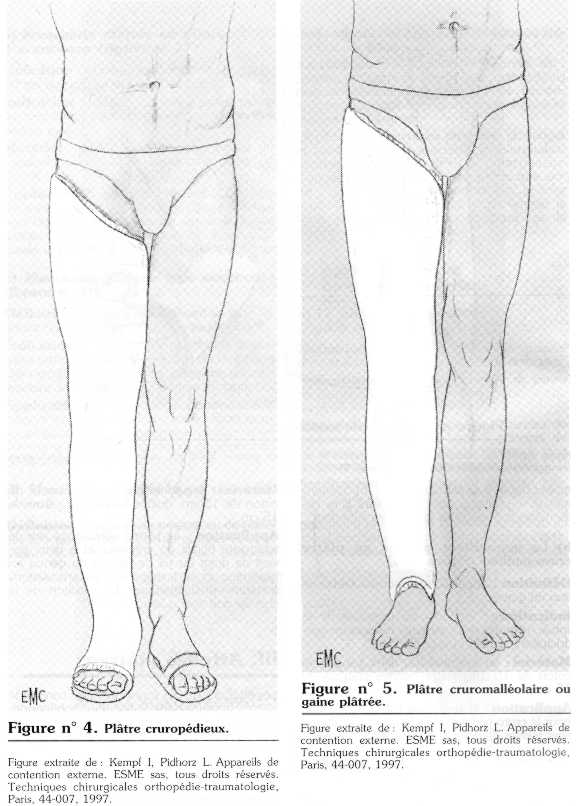 EMC
Figure n° 4. Plâtre cruropédieux.
Figure extraite de : Kempf I, Pidhorz L. Appareils de
contention externe. ESME sas, tous droits réservés.
Techniques chirurgicales orthopédie-traumatologie,
Paris, 44-007, 1997.
EMC
Figure n° 5. Plâtre cruromalléolaire ou
gaine plâtrée.
Figure extraite de : Kempf I, Pidhorz L. Appareils de
contention externe. ESME sas, tous droits réservés.
Techniques chirurgicales orthopédie-traumatologie,
Paris, 44-007, 1997.